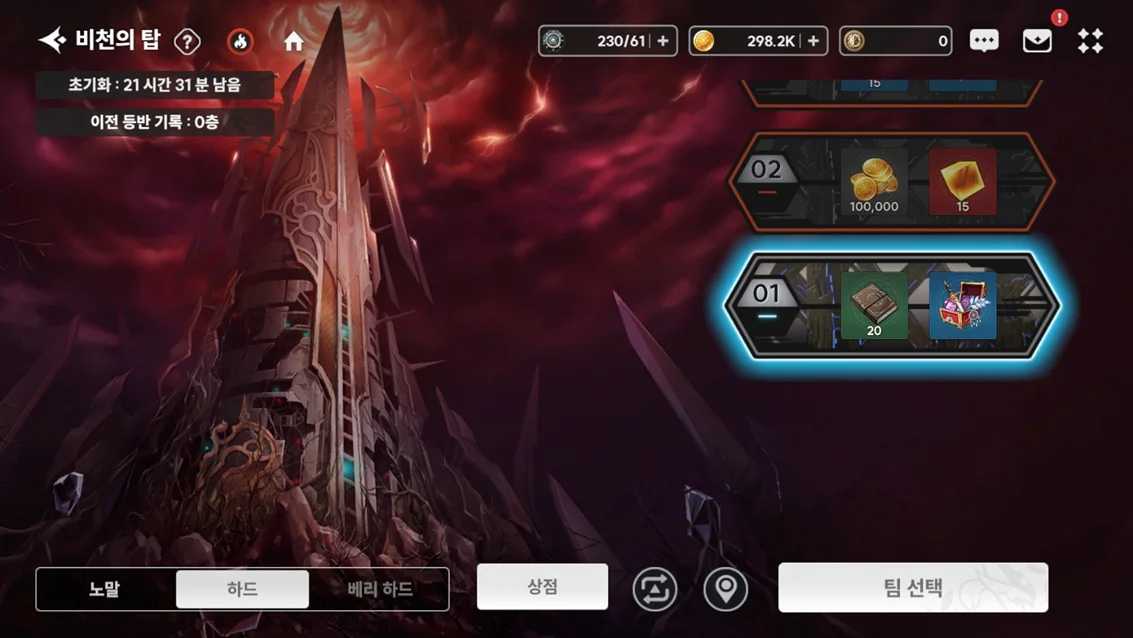 비천의 탑
230/61
298.2K
0
초기화 : 21 시간 31 분 남음
이전 등반 기록 : 0층
15
02
100,000
15
01
20
노말
하드
베리 하드
상점
팀 선택